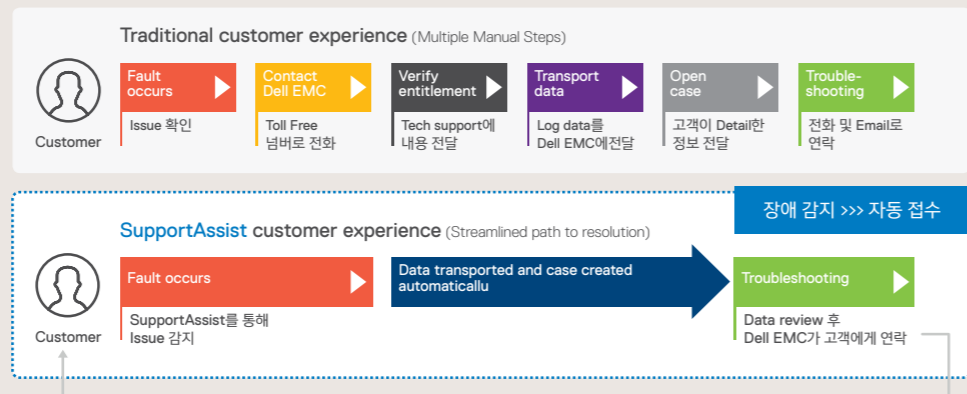 Traditional customer experience (Multiple Manual Steps)
Customer
Fault
occurs
Issue 확인
Contact
Dell EMC
Toll Free
넘버로 전화
Verify
entitlement
Tech support에
내용 전달
Transport
data
Log data를
Dell EMC에전달
Open
case
고객이 Detail한
정보 전달
Trouble-
shooting
전화 및 Email로
연락
장애 감지 >>> 자동 접수
SupportAssist customer experience (Streamlined path to resolution)
Customer
Fault occurs
SupportAssist를 통해
Issue 감지
Data transported and case created
automaticallu
Troubleshooting
Data review 후
Dell EMC가 고객에게 연락